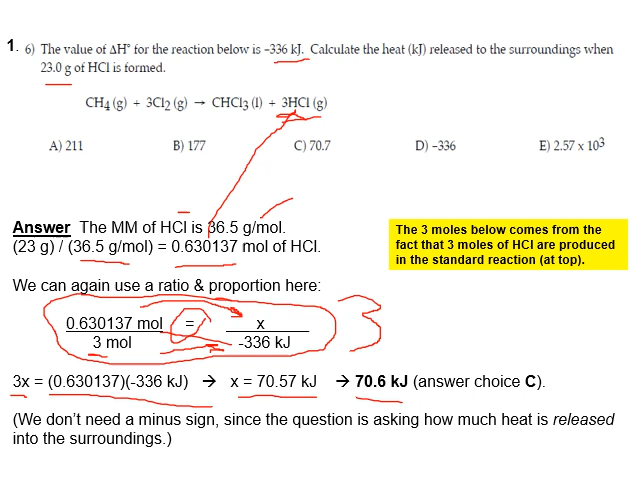 1. 6) The value of ΔH° for the reaction below is -336 kJ. Calculate the heat (kJ) released to the surroundings when
23.0 g of HCl is formed.
CH4 (g) + 3Cl2 (g) → CHCl3 (l) + 3HCl (g)
A) 211 B) 177 C) 70.7 D) -336 E) 2.57 x 10³
Answer The MM of HCl is 36.5 g/mol.
(23 g) / (36.5 g/mol) = 0.630137 mol of HCl.
The 3 moles below comes from the
fact that 3 moles of HCl are produced
in the standard reaction (at top).
We can again use a ratio & proportion here:
0.630137 mol = x
3 mol -336 kJ
3
3x = (0.630137)(-336 kJ) → x = 70.57 kJ → 70.6 kJ (answer choice C).
(We don't need a minus sign, since the question is asking how much heat is released
into the surroundings.)